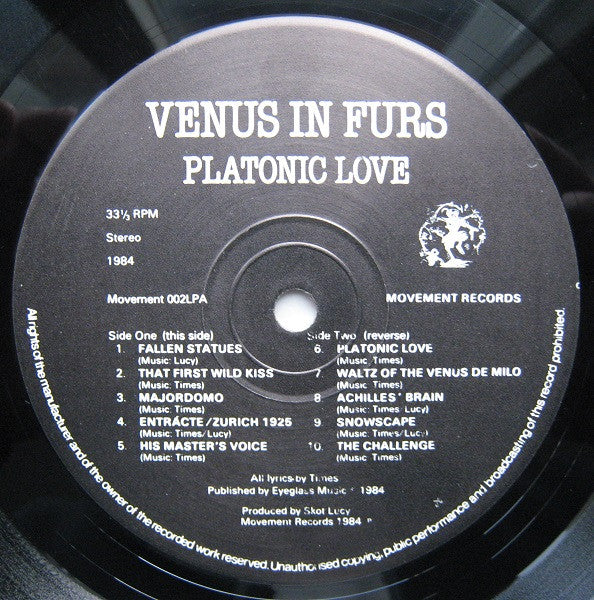 VENUS IN FURS
PLATONIC LOVE
33⅓ RPM
Stereo
1984
Movement 002LPA
MOVEMENT RECORDS
Side One (this side)
1. FALLEN STATUES
(Music: Lucy)
2. THAT FIRST WILD KISS
(Music: Times)
3. MAJORDOMO
(Music: Times)
4. ENTRÁCTE/ZURICH 1925
(Music: Times/Lucy)
5. HIS MASTER'S VOICE
(Music: Times)
Side Two (reverse)
6. PLATONIC LOVE
(Music: Times)
7 WALTZ OF THE VENUS DE MILO
(Music: Times)
8 ACHILLES' BRAIN
(Music: Times Lucy)
9 SNOWSCAPE
(Music: Times/Lucy)
10. THE CHALLENGE
(Music: Times)
All lyrics by Times
Published by Eyeglass Music 1984
Produced by Skot Lucy
Movement Records 1984
All rights of the manufacturer and of the owner of the recorded work reserved. Unauthorised copying, public performance and broadcasting of this record prohibited.